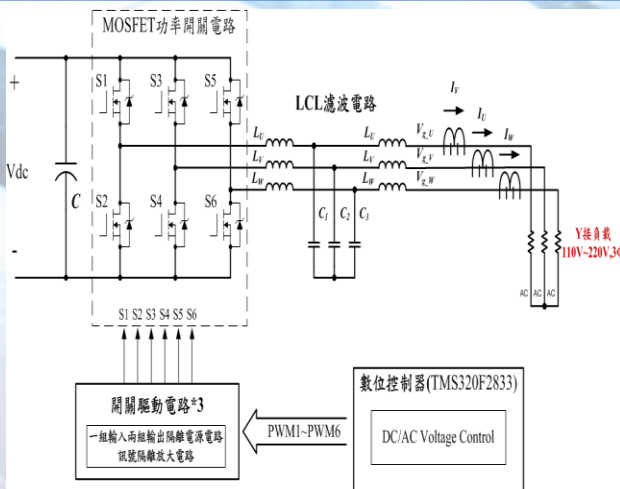 MOSFET功率開關電路
+
Vdc
-
C
S1
S3
S5
S2
S4
S6
LCL濾波電路
L_U
L_U
V_g_U
L_V
L_V
V_g_V
L_W
L_W
V_g_W
I_V
I_U
I_W
C_1
C_2
C_3
Y接負載
110V~220V,3Φ
AC
AC
AC
S1 S2 S3 S4 S5 S6
開關驅動電路*3
一組輸入兩組輸出隔離電源電路
訊號隔離放大電路
PWM1~PWM6
數位控制器(TMS320F2833)
DC/AC Voltage Control